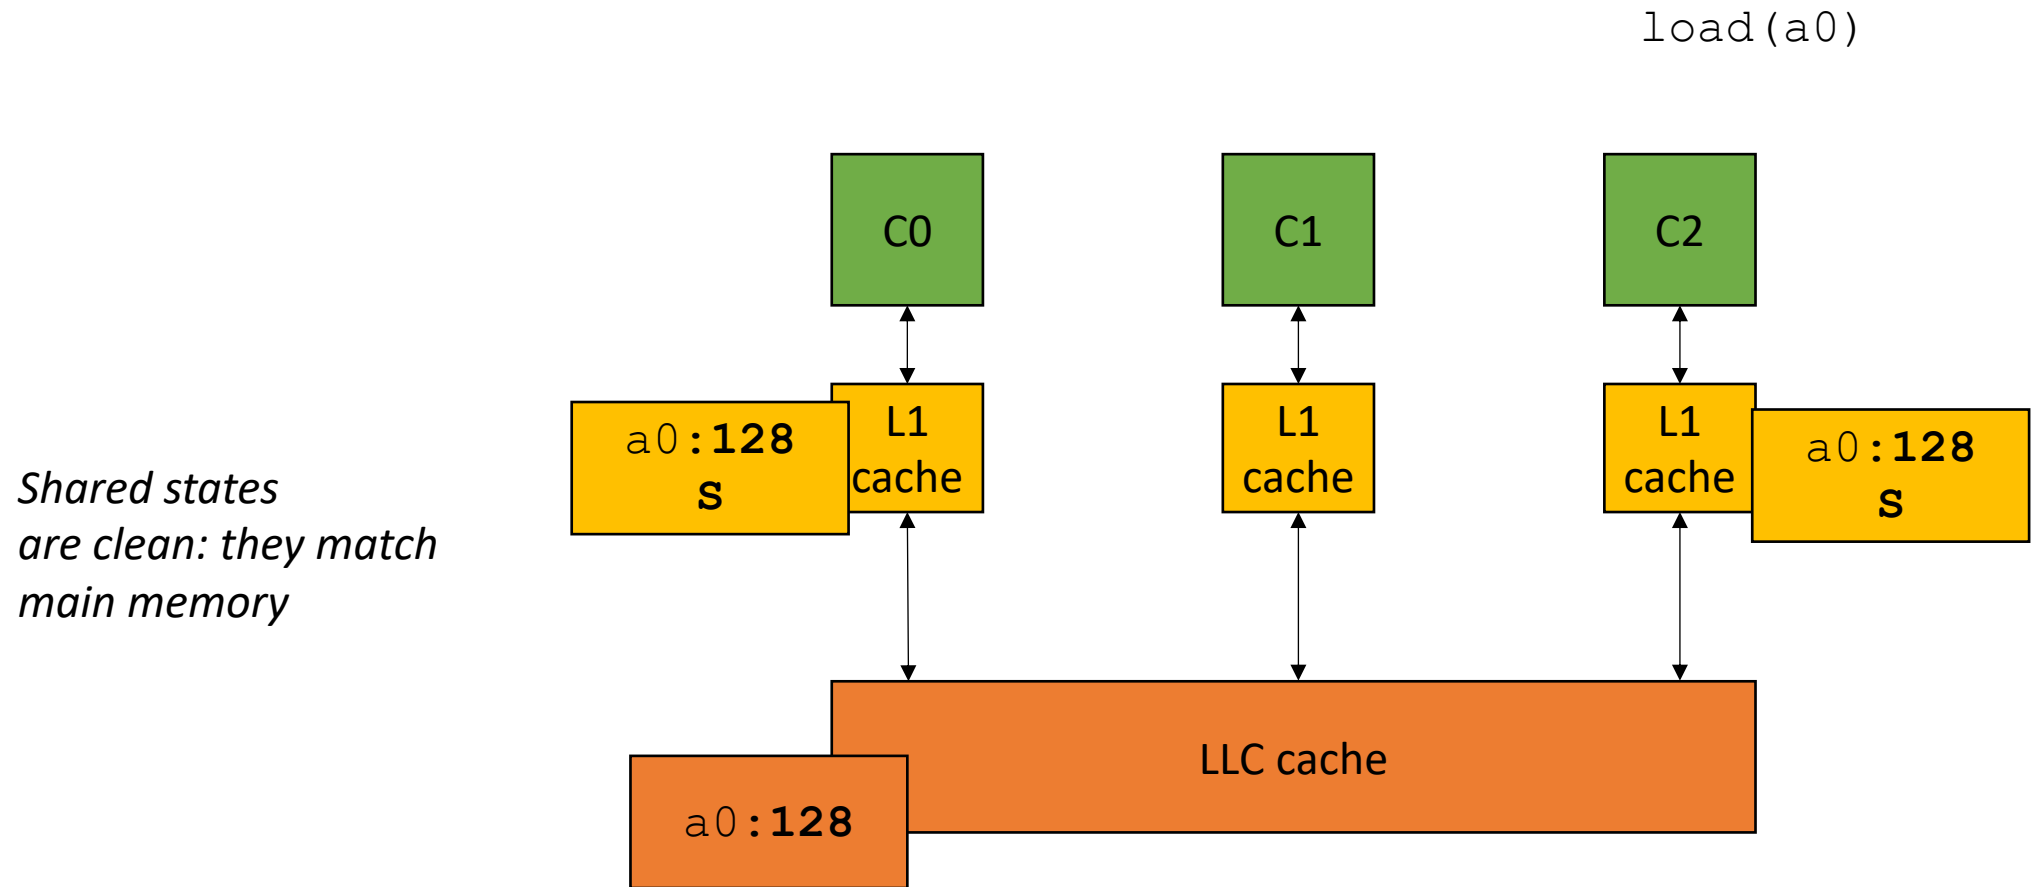 load(a0)
C0
C1
C2
L1
cache
a0:128
S
L1
cache
L1
cache
a0:128
S
Shared states
are clean: they match
main memory
LLC cache
a0:128